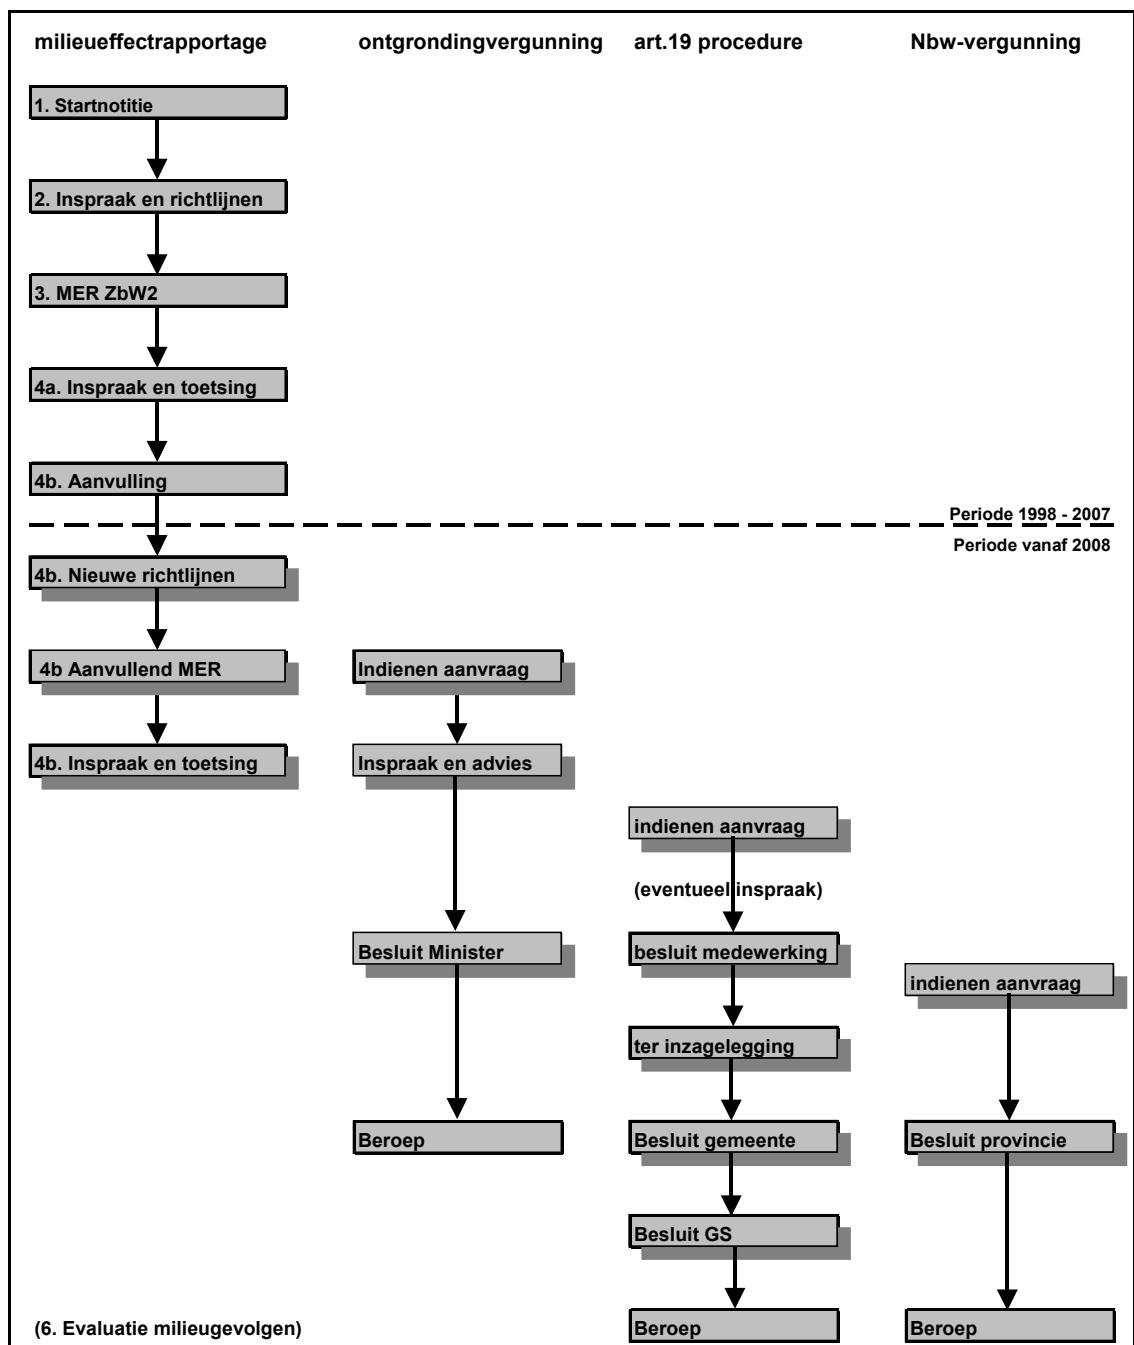 milieueffectrapportage
ontgrondingvergunning
art.19 procedure
Nbw-vergunning
1. Startnotitie
2. Inspraak en richtlijnen
3. MER ZbW2
4a. Inspraak en toetsing
4b. Aanvulling
Periode 1998 - 2007
Periode vanaf 2008
4b. Nieuwe richtlijnen
4b Aanvullend MER
Indienen aanvraag
4b. Inspraak en toetsing
Inspraak en advies
indienen aanvraag
(eventueel inspraak)
Besluit Minister
besluit medewerking
indienen aanvraag
ter inzagelegging
Beroep
Besluit gemeente
Besluit provincie
Besluit GS
(6. Evaluatie milieugevolgen)
Beroep
Beroep